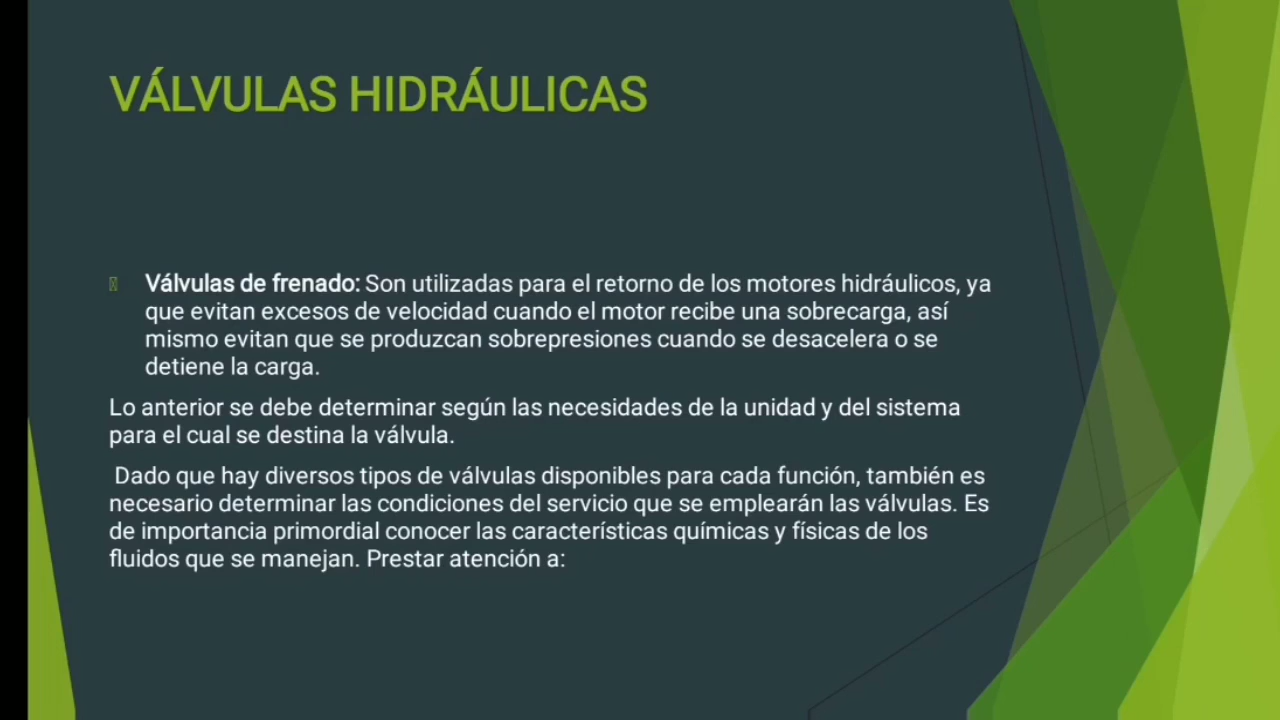 VÁLVULAS HIDRÁULICAS
Válvulas de frenado: Son utilizadas para el retorno de los motores hidráulicos, ya
que evitan excesos de velocidad cuando el motor recibe una sobrecarga, así
mismo evitan que se produzcan sobrepresiones cuando se desacelera o se
detiene la carga.
Lo anterior se debe determinar según las necesidades de la unidad y del sistema
para el cual se destina la válvula.
Dado que hay diversos tipos de válvulas disponibles para cada función, también es
necesario determinar las condiciones del servicio que se emplearán las válvulas. Es
de importancia primordial conocer las características químicas y físicas de los
fluidos que se manejan. Prestar atención a: